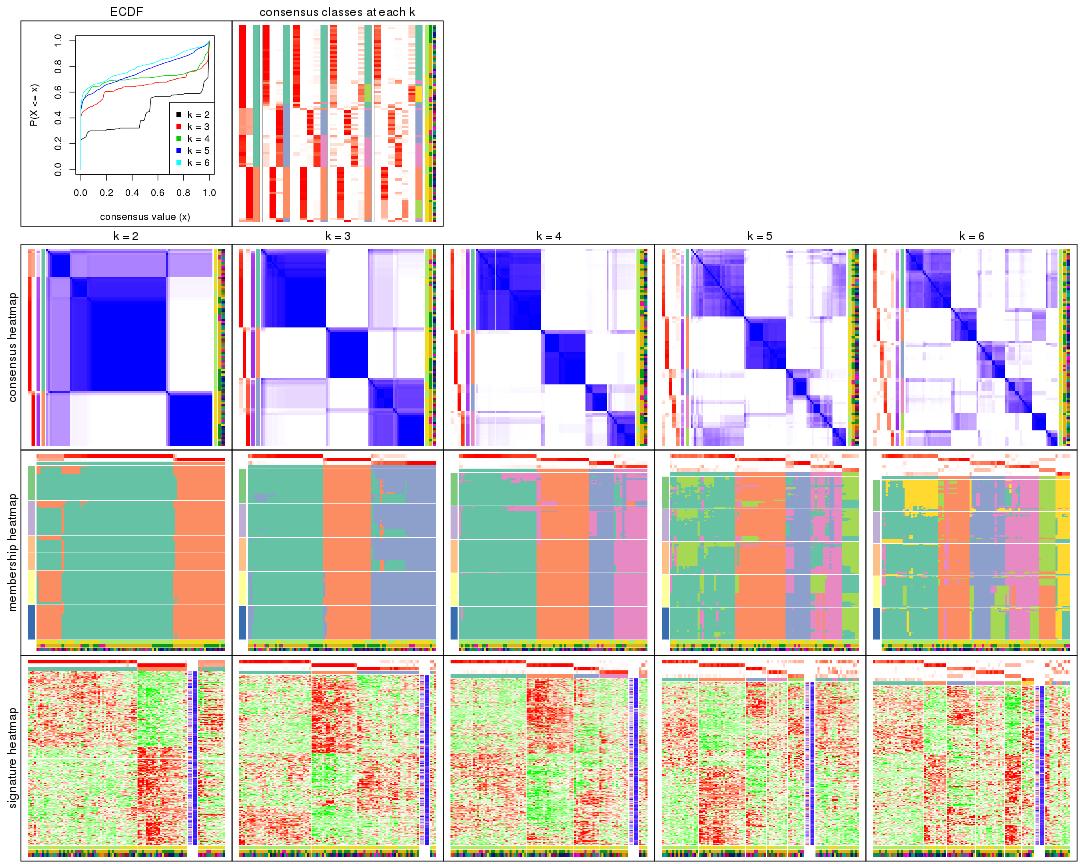 ECDF
consensus classes at each k
P(X <= x)
0.0 0.2 0.4 0.6 0.8 1.0
k = 2
k = 3
k = 4
k = 5
k = 6
0.0 0.2 0.4 0.6 0.8 1.0
consensus value (x)
k = 2
k = 3
k = 4
k = 5
k = 6
consensus heatmap
membership heatmap
signature heatmap